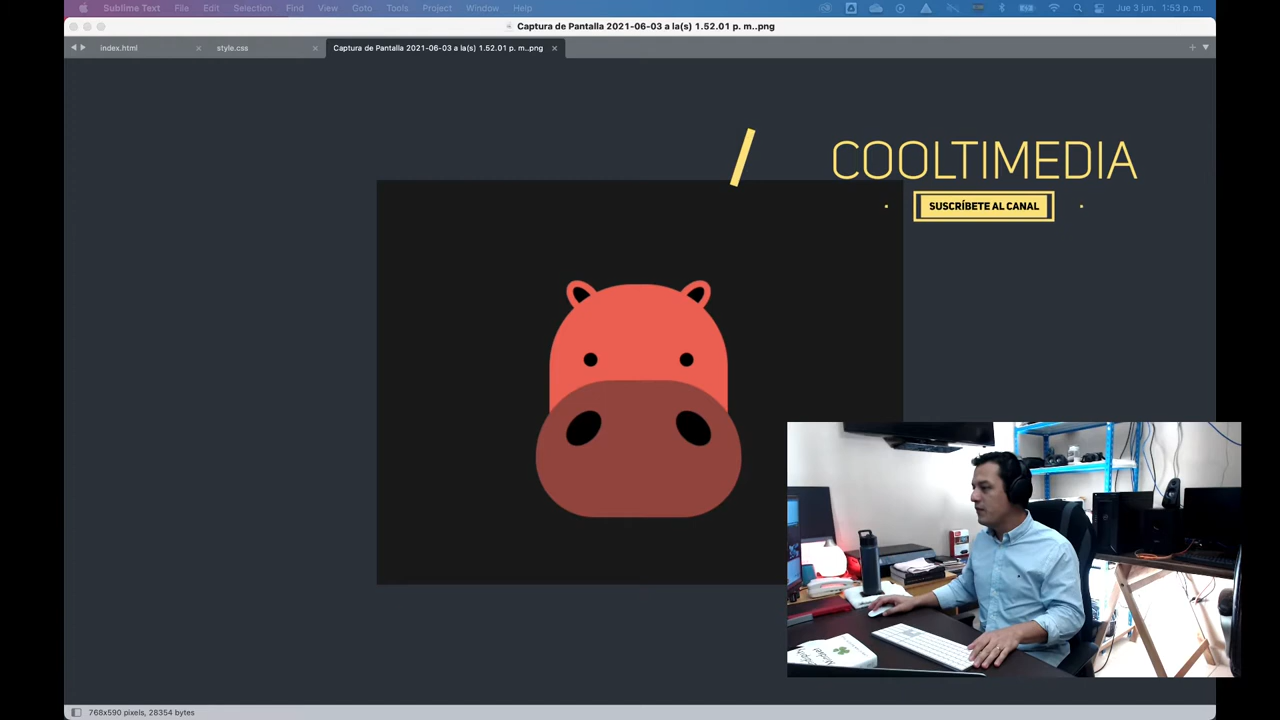 Sublime Text File Edit Selection Find View Goto Tools Project Window Help Jue 3 jun. 1:53 p. m.
Captura de Pantalla 2021-06-03 a la(s) 1.52.01 p. m..png
index.html style.css Captura de Pantalla 2021-06-03 a la(s) 1.52.01 p. m..png
COOLTIMEDIA
SUSCRÍBETE AL CANAL
768x590 pixels, 28354 bytes